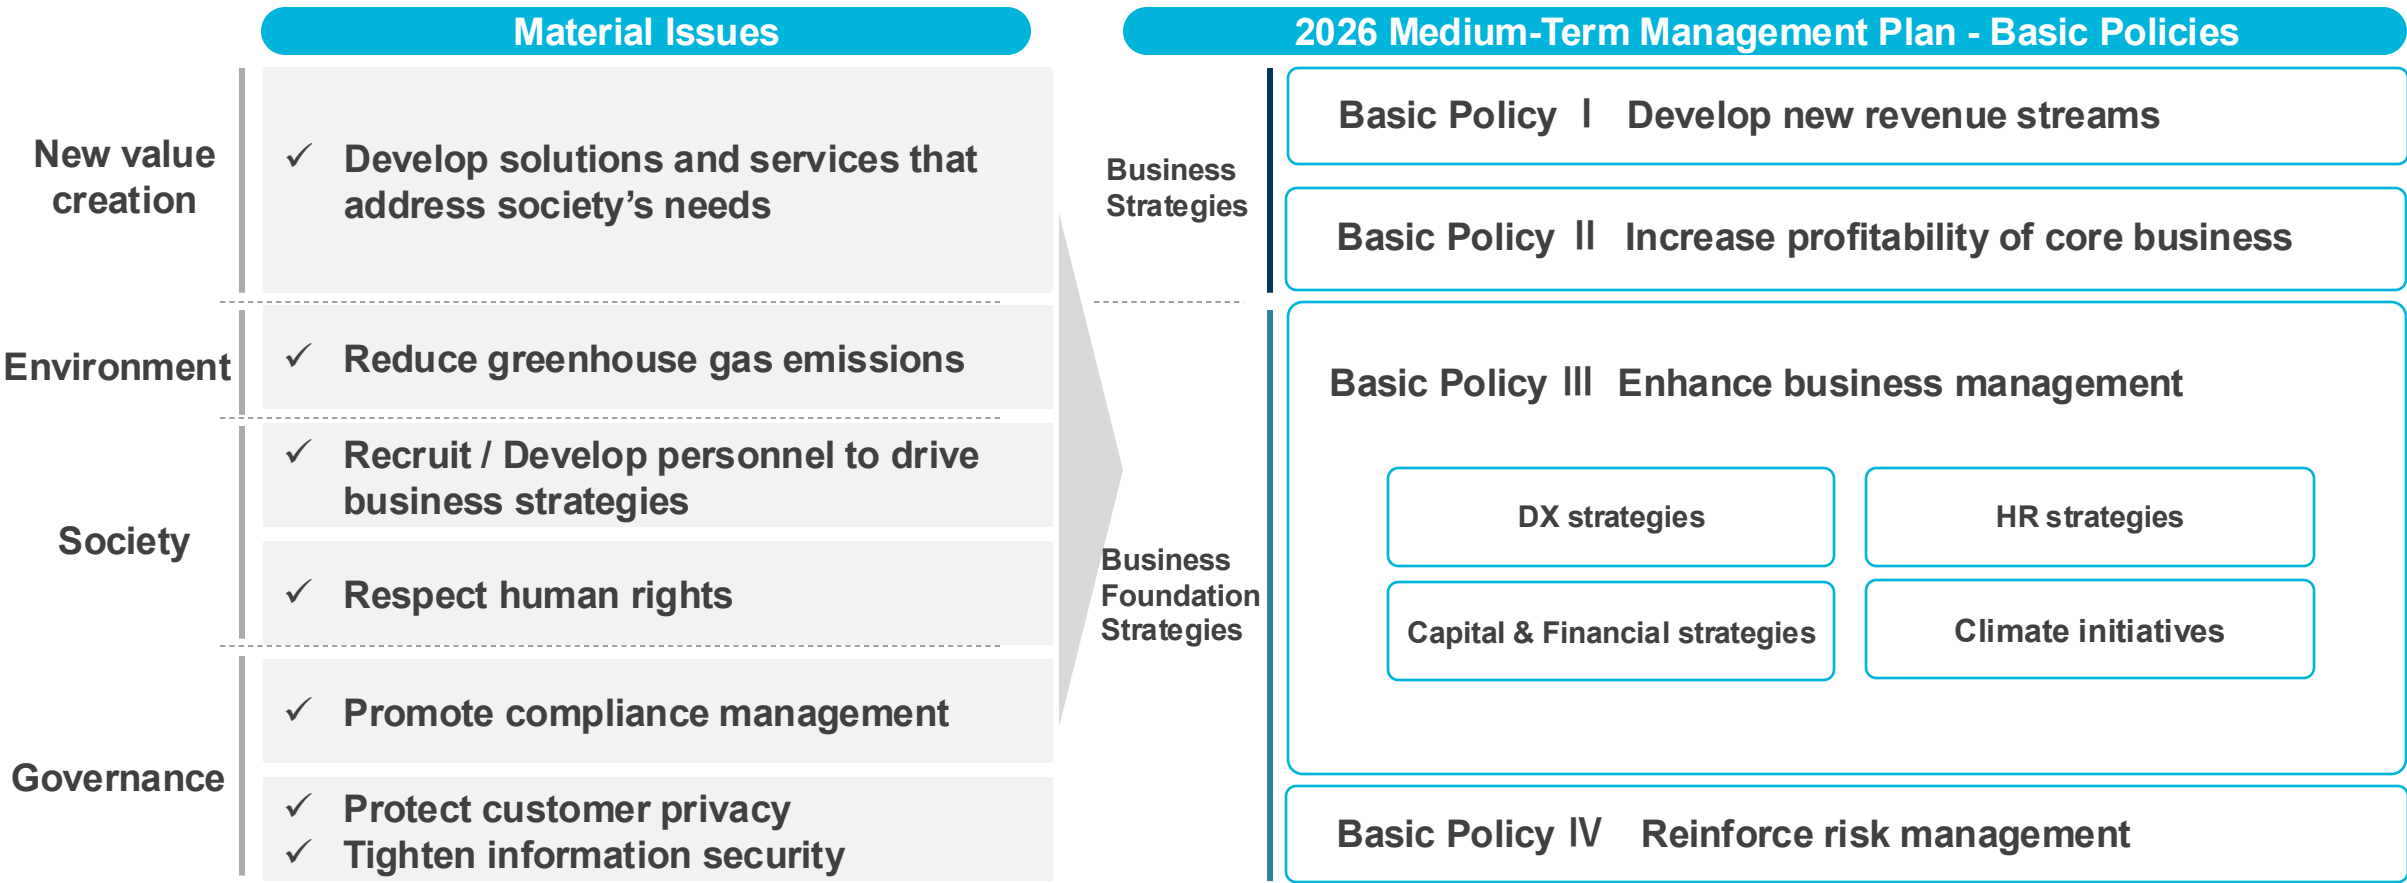 Material Issues
2026 Medium-Term Management Plan - Basic Policies
New value
creation
✓ Develop solutions and services that
address society’s needs
Environment
✓ Reduce greenhouse gas emissions
Society
✓ Recruit / Develop personnel to drive
business strategies
✓ Respect human rights
Governance
✓ Promote compliance management
✓ Protect customer privacy
✓ Tighten information security
Business
Strategies
Basic Policy Ⅰ Develop new revenue streams
Basic Policy Ⅱ Increase profitability of core business
Business
Foundation
Strategies
Basic Policy Ⅲ Enhance business management
DX strategies
HR strategies
Capital & Financial strategies
Climate initiatives
Basic Policy Ⅳ Reinforce risk management